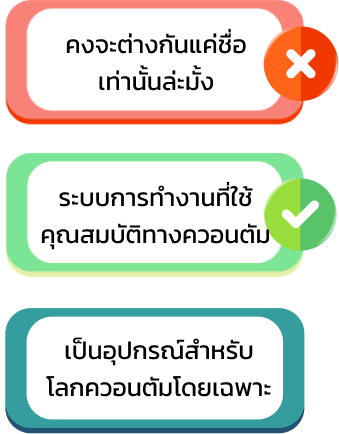 คงจะต่างกันแค่ชื่อ
เท่านั้นล่ะมั้ง
ระบบการทำงานที่ใช้
คุณสมบัติทางควอนตัม
เป็นอุปกรณ์สำหรับ
โลกควอนตัมโดยเฉพาะ